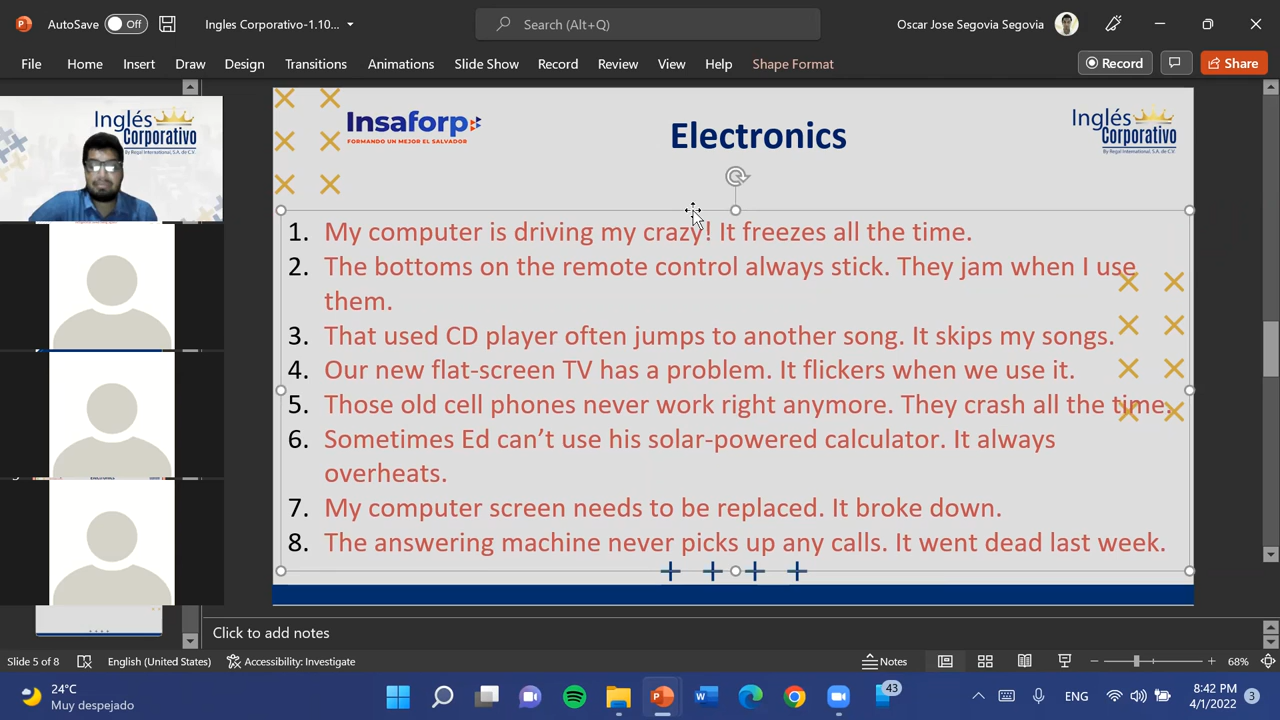 AutoSave Off Ingles Corporativo-1.10... Search (Alt+Q) Oscar Jose Segovia Segovia
File Home Insert Draw Design Transitions Animations Slide Show Record Review View Help Shape Format Record Share
Inglés
Corporativo
By Regal International, S.A. de C.V.
Insaforp
FORMANDO UN MEJOR EL SALVADOR
Electronics
Inglés
Corporativo
By Regal International, S.A. de C.V.
1. My computer is driving my crazy! It freezes all the time.
2. The bottoms on the remote control always stick. They jam when I use
them.
3. That used CD player often jumps to another song. It skips my songs.
4. Our new flat-screen TV has a problem. It flickers when we use it.
5. Those old cell phones never work right anymore. They crash all the time.
6. Sometimes Ed can’t use his solar-powered calculator. It always
overheats.
7. My computer screen needs to be replaced. It broke down.
8. The answering machine never picks up any calls. It went dead last week.
Click to add notes
Slide 5 of 8 English (United States) Accessibility: Investigate Notes 68%
24°C
Muy despejado
43
ENG
8:42 PM
4/1/2022
3